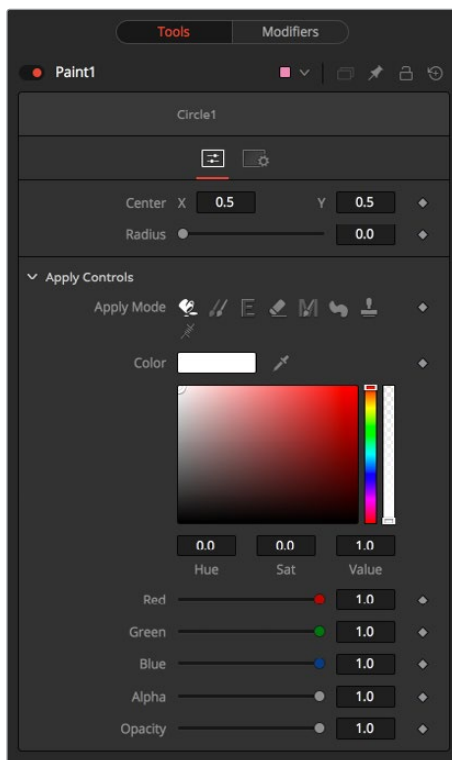 Tools Modifiers
Paint1
Circle1
Center X 0.5 Y 0.5
Radius 0.0
Apply Controls
Apply Mode
Color
0.0 0.0 1.0
Hue Sat Value
Red 1.0
Green 1.0
Blue 1.0
Alpha 1.0
Opacity 1.0